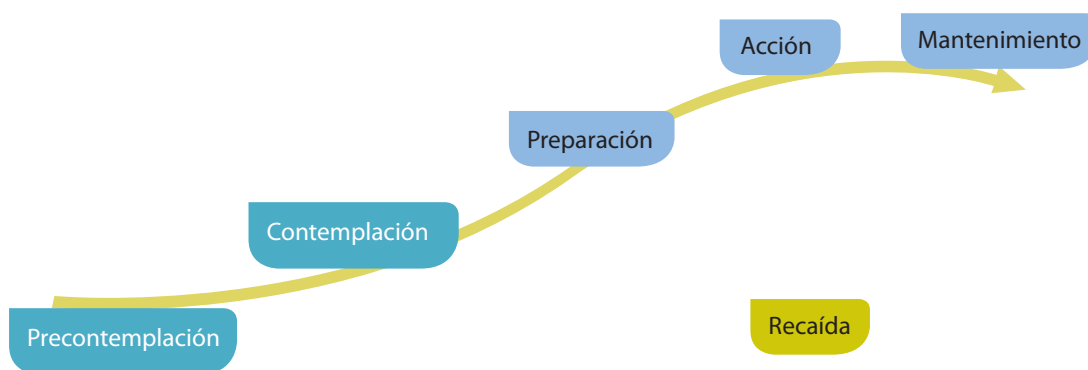 Acción
Mantenimiento
Preparación
Contemplación
Precontemplación
Recaída